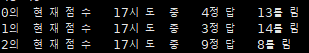 0의 현재점수 17시도 중 4정답 13틀림
1의 현재점수 17시도 중 3정답 14틀림
2의 현재점수 17시도 중 9정답 8틀림